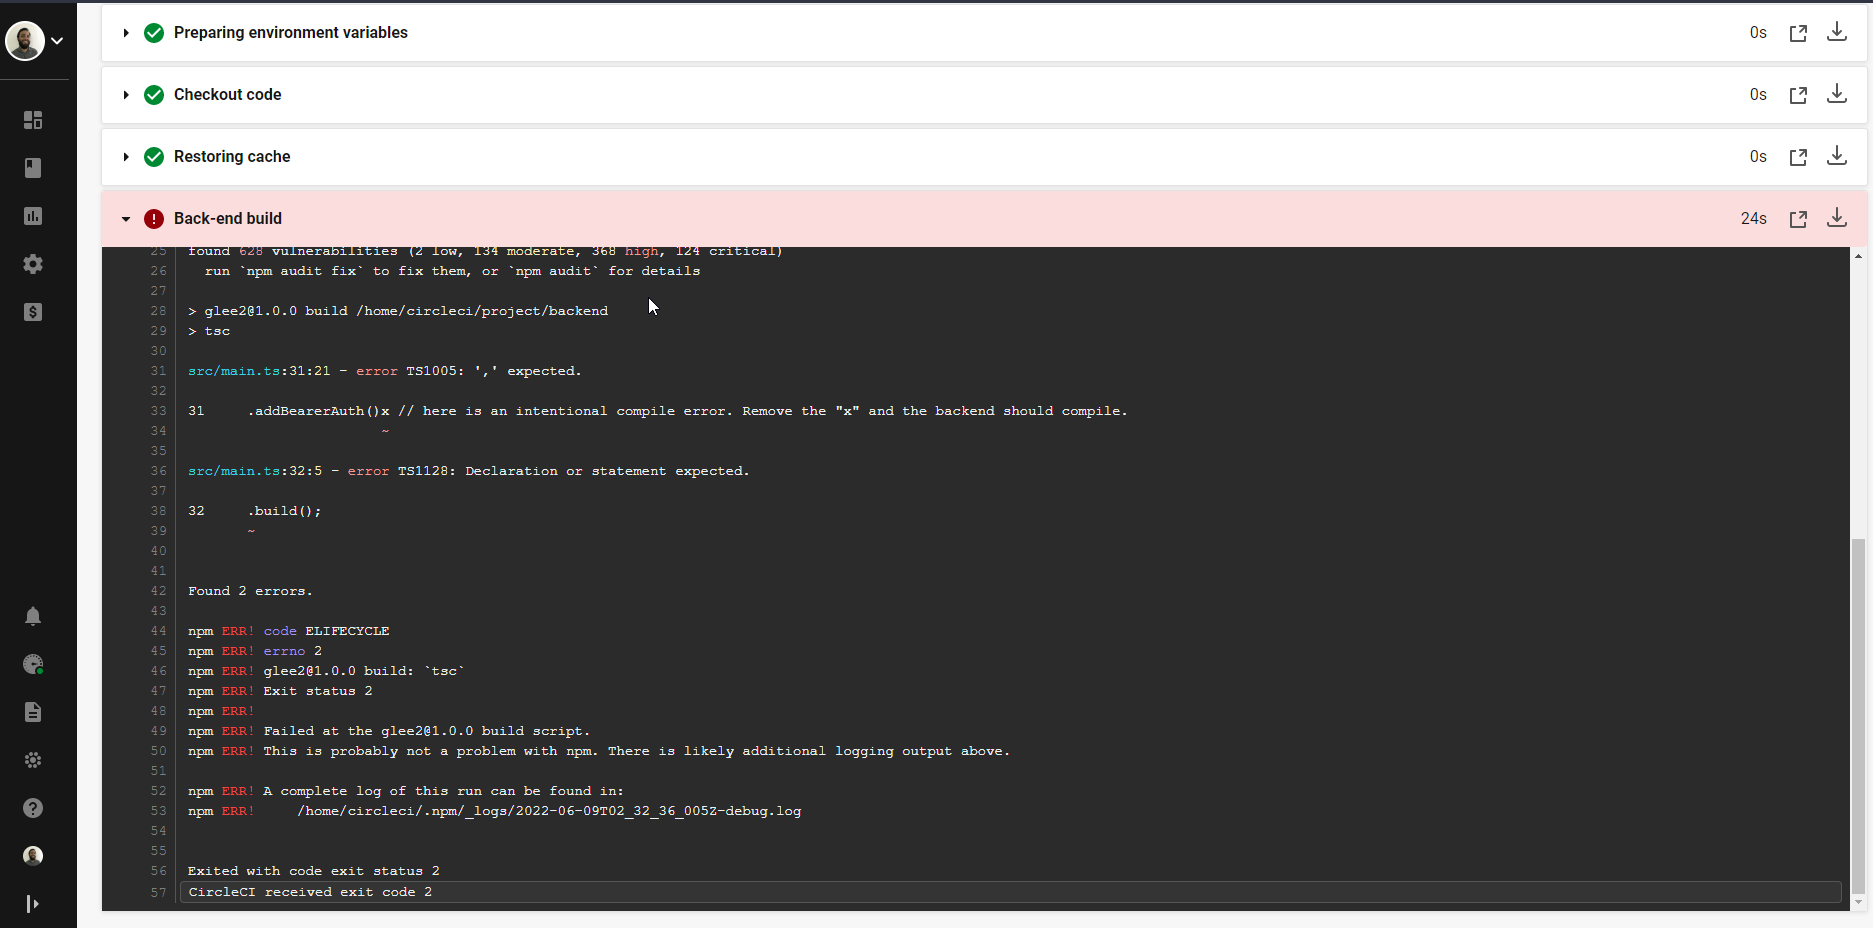 Preparing environment variables 0s
Checkout code 0s
Restoring cache 0s
Back-end build 24s
25 found 628 vulnerabilities (2 low, 134 moderate, 368 high, 124 critical)
26 run `npm audit fix` to fix them, or `npm audit` for details
27
28 > glee2@1.0.0 build /home/circleci/project/backend
29 > tsc
30
31 src/main.ts:31:21 - error TS1005: ',' expected.
32
33 31 .addBearerAuth()x // here is an intentional compile error. Remove the "x" and the backend should compile.
34 ~
35
36 src/main.ts:32:5 - error TS1128: Declaration or statement expected.
37
38 32 .build();
39 ~
40
41
42 Found 2 errors.
43
44 npm ERR! code ELIFECYCLE
45 npm ERR! errno 2
46 npm ERR! glee2@1.0.0 build: `tsc`
47 npm ERR! Exit status 2
48 npm ERR!
49 npm ERR! Failed at the glee2@1.0.0 build script.
50 npm ERR! This is probably not a problem with npm. There is likely additional logging output above.
51
52 npm ERR! A complete log of this run can be found in:
53 npm ERR! /home/circleci/.npm/_logs/2022-06-09T02_32_36_005Z-debug.log
54
55
56 Exited with code exit status 2
57 CircleCI received exit code 2